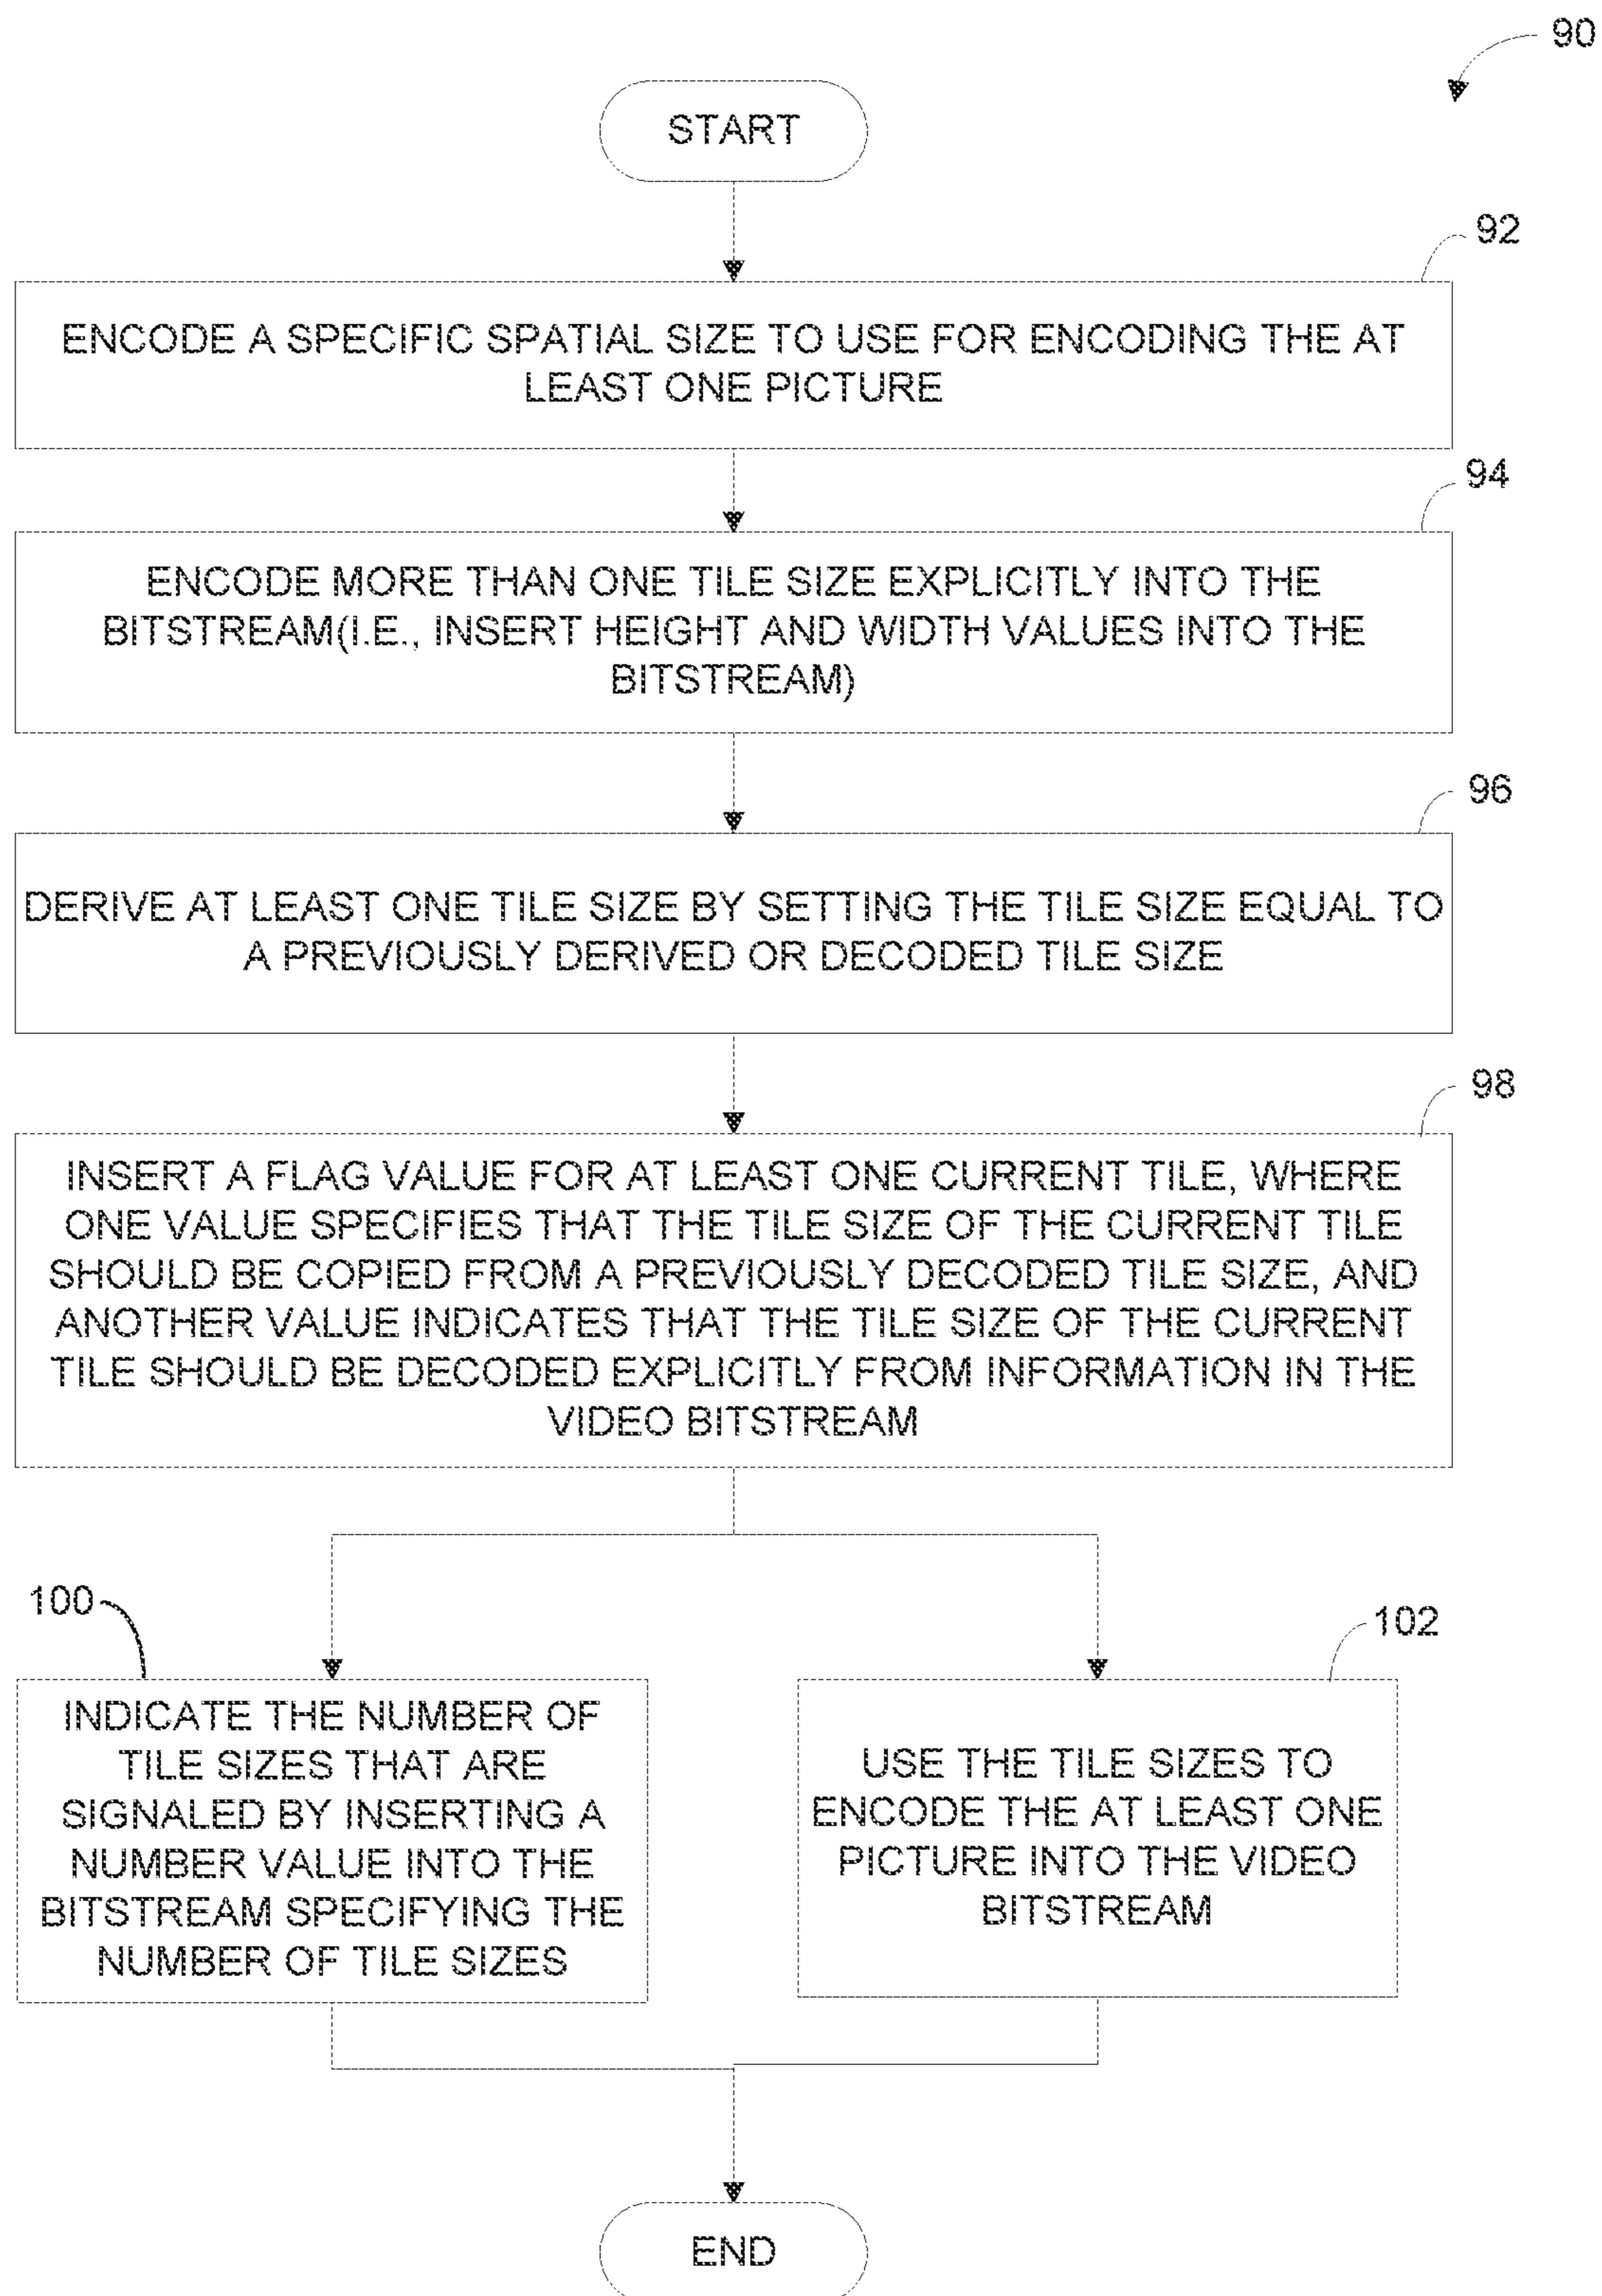 90
START
92
ENCODE A SPECIFIC SPATIAL SIZE TO USE FOR ENCODING THE AT
LEAST ONE PICTURE
94
ENCODE MORE THAN ONE TILE SIZE EXPLICITLY INTO THE
BITSTREAM(I.E., INSERT HEIGHT AND WIDTH VALUES INTO THE
BITSTREAM)
96
DERIVE AT LEAST ONE TILE SIZE BY SETTING THE TILE SIZE EQUAL TO
A PREVIOUSLY DERIVED OR DECODED TILE SIZE
98
INSERT A FLAG VALUE FOR AT LEAST ONE CURRENT TILE, WHERE
ONE VALUE SPECIFIES THAT THE TILE SIZE OF THE CURRENT TILE
SHOULD BE COPIED FROM A PREVIOUSLY DECODED TILE SIZE, AND
ANOTHER VALUE INDICATES THAT THE TILE SIZE OF THE CURRENT
TILE SHOULD BE DECODED EXPLICITLY FROM INFORMATION IN THE
VIDEO BITSTREAM
100
INDICATE THE NUMBER OF
TILE SIZES THAT ARE
SIGNALED BY INSERTING A
NUMBER VALUE INTO THE
BITSTREAM SPECIFYING THE
NUMBER OF TILE SIZES
102
USE THE TILE SIZES TO
ENCODE THE AT LEAST ONE
PICTURE INTO THE VIDEO
BITSTREAM
END